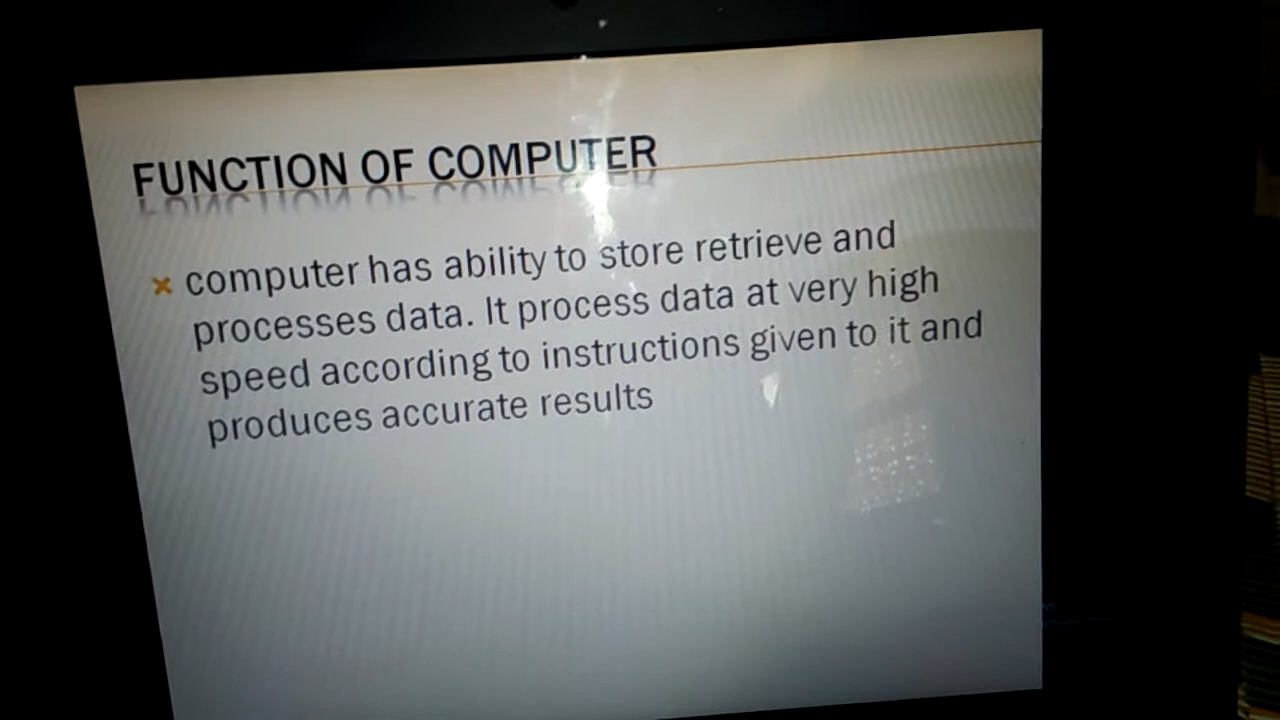 FUNCTION OF COMPUTER
computer has ability to store retrieve and
processes data. It process data at very high
speed according to instructions given to it and
produces accurate results